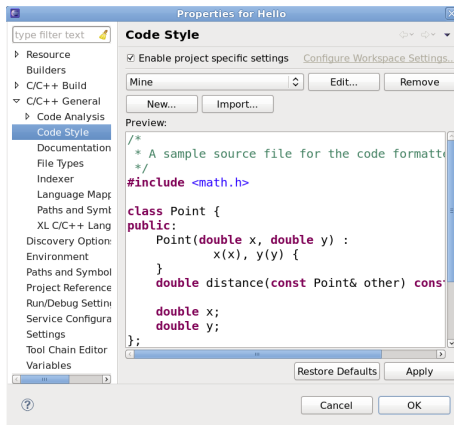 Properties for Hello
type filter text
Resource
Builders
C/C++ Build
C/C++ General
Code Analysis
Code Style
Documentation
File Types
Indexer
Language Mapp
Paths and Symb
XL C/C++ Lang
Discovery Option
Environment
Paths and Symbol
Project Reference
Run/Debug Settin
Service Configura
Settings
Tool Chain Editor
Variables
Code Style
Enable project specific settings Configure Workspace Settings...
Mine Edit... Remove
New... Import...
Preview:
/*
 * A sample source file for the code formatte
 */
#include <math.h>
class Point {
public:
    Point(double x, double y) :
            x(x), y(y) {
    }
    double distance(const Point& other) cons
    double x;
    double y;
};
Restore Defaults Apply
Cancel OK